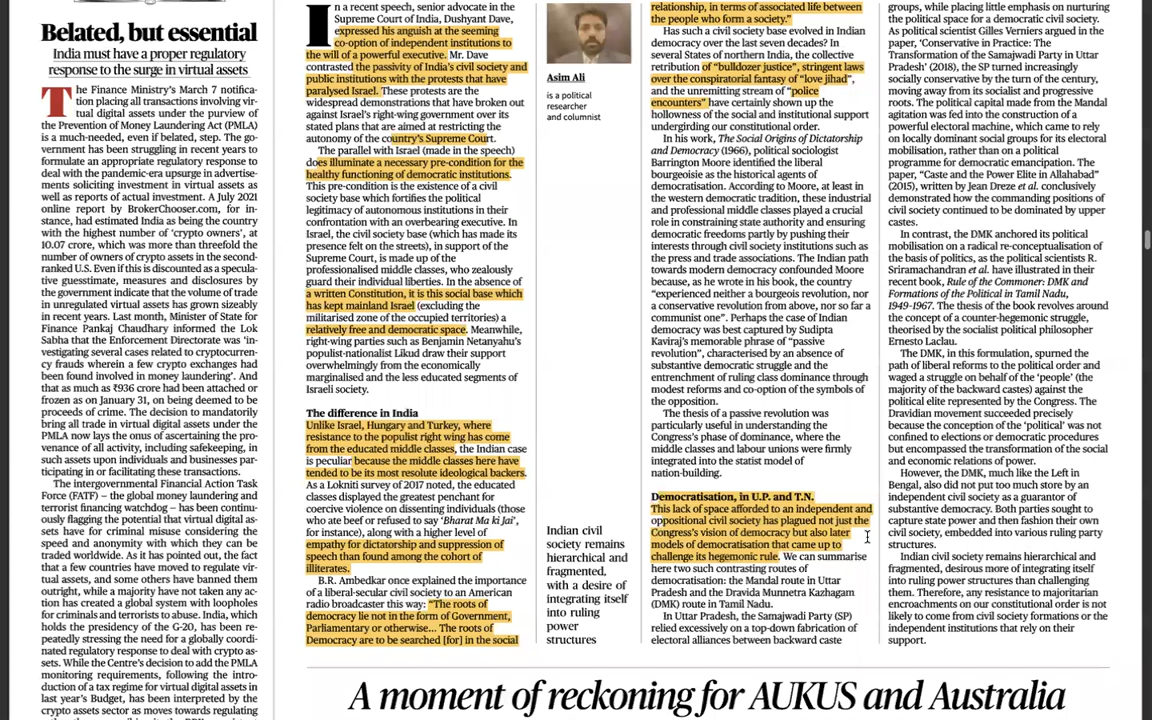 Belated, but essential
India must have a proper regulatory
response to the surge in virtual assets
The Finance Ministry's March 7 notifica-
tion placing all transactions involving vir-
tual digital assets under the purview of
the Prevention of Money Laundering Act (PMLA)
is a much-needed, even if belated, step. The go-
vernment has been struggling in recent years to
formulate an appropriate regulatory response to
deal with the pandemic-era upsurge in advertise-
ments soliciting investment in virtual assets as
well as reports of actual investment. A July 2021
online report by BrokerChooser.com, for in-
stance, had estimated India as being the country
with the highest number of 'crypto owners', at
10.07 crore, which was more than threefold the
number of owners of crypto assets in the second-
ranked U.S. Even if this is discounted as a specula-
tive guesstimate, measures and disclosures by
the government indicate that the volume of trade
in unregulated virtual assets has grown sizeably
in recent years. Last month, Minister of State for
Finance Pankaj Chaudhary informed the Lok
Sabha that the Enforcement Directorate was 'in-
vestigating several cases related to cryptocurren-
cy frauds wherein a few crypto exchanges had
been found involved in money laundering'. And
that as much as ₹936 crore had been attached or
frozen as on January 31, on being deemed to be
proceeds of crime. The decision to mandatorily
bring all trade in virtual digital assets under the
PMLA now lays the onus of ascertaining the pro-
venance of all activity, including safekeeping, in
such assets upon individuals and businesses par-
ticipating in or facilitating these transactions.
The intergovernmental Financial Action Task
Force (FATF) – the global money laundering and
terrorist financing watchdog – has been continu-
ously flagging the potential that virtual digital as-
sets have for criminal misuse considering the
speed and anonymity with which they can be
traded worldwide. As it has pointed out, the fact
that a few countries have moved to regulate vir-
tual assets, and some others have banned them
outright, while a majority have not taken any ac-
tion has created a global system with loopholes
for criminals and terrorists to abuse. India, which
holds the presidency of the G-20, has been re-
peatedly stressing the need for a globally coordi-
nated regulatory response to deal with crypto as-
sets. While the Centre's decision to add the PMLA
monitoring requirements, following the intro-
duction of a tax regime for virtual digital assets in
last year's Budget, has been interpreted by the
crypto assets sector as moves towards regulating
In a recent speech, senior advocate in the
Supreme Court of India, Dushyant Dave,
expressed his anguish at the seeming
co-option of independent institutions to
the will of a powerful executive. Mr. Dave
contrasted the passivity of India's civil society and
public institutions with the protests that have
paralysed Israel. These protests are the
widespread demonstrations that have broken out
against Israel's right-wing government over its
stated plans that are aimed at restricting the
autonomy of the country's Supreme Court.
The parallel with Israel (made in the speech)
does illuminate a necessary pre-condition for the
healthy functioning of democratic institutions.
This pre-condition is the existence of a civil
society base which fortifies the political
legitimacy of autonomous institutions in their
confrontation with an overbearing executive. In
Israel, the civil society base (which has made its
presence felt on the streets), in support of the
Supreme Court, is made up of the
professionalised middle classes, who zealously
guard their individual liberties. In the absence of
a written Constitution, it is this social base which
has kept mainland Israel (excluding the
militarised zone of the occupied territories) a
relatively free and democratic space. Meanwhile,
right-wing parties such as Benjamin Netanyahu's
populist-nationalist Likud draw their support
overwhelmingly from the economically
marginalised and the less educated segments of
Israeli society.
The difference in India
Unlike Israel, Hungary and Turkey, where
resistance to the populist right wing has come
from the educated middle classes, the Indian case
is peculiar because the middle classes here have
tended to be its most resolute ideological backers.
As a Lokniti survey of 2017 noted, the educated
classes displayed the greatest penchant for
coercive violence on dissenting individuals (those
who ate beef or refused to say 'Bharat Ma ki Jai',
for instance), along with a higher level of
empathy for dictatorship and suppression of
speech than found among the cohort of
illiterates.
B.R. Ambedkar once explained the importance
of a liberal-secular civil society to an American
radio broadcaster this way: "The roots of
democracy lie not in the form of Government,
Parliamentary or otherwise... The roots of
Democracy are to be searched [for] in the social
Asim Ali
is a political
researcher
and columnist
Indian civil
society remains
hierarchical and
fragmented,
with a desire of
integrating itself
into ruling
power
structures
relationship, in terms of associated life between
the people who form a society."
Has such a civil society base evolved in Indian
democracy over the last seven decades? In
several States of northern India, the collective
retribution of "bulldozer justice", stringent laws
over the conspiratorial fantasy of "love jihad",
and the unremitting stream of "police
encounters" have certainly shown up the
hollowness of the social and institutional support
undergirding our constitutional order.
In his work, The Social Origins of Dictatorship
and Democracy (1966), political sociologist
Barrington Moore identified the liberal
bourgeoisie as the historical agents of
democratisation. According to Moore, at least in
the western democratic tradition, these industrial
and professional middle classes played a crucial
role in constraining state authority and ensuring
democratic freedoms partly by pushing their
interests through civil society institutions such as
the press and trade associations. The Indian path
towards modern democracy confounded Moore
because, as he wrote in his book, the country
"experienced neither a bourgeois revolution, nor
conservative revolution from above, nor so far a
communist one". Perhaps the case of Indian
democracy was best captured by Sudipta
Kaviraj's memorable phrase of "passive
revolution", characterised by an absence of
substantive democratic struggle and the
entrenchment of ruling class dominance through
modest reforms and co-option of the symbols of
the opposition.
The thesis of a passive revolution was
particularly useful in understanding the
Congress's phase of dominance, where the
middle classes and labour unions were firmly
integrated into the statist model of
nation-building.
Democratisation, in U.P. and T.N.
This lack of space afforded to an independent and
oppositional civil society has plagued not just the
Congress's vision of democracy but also later
models of democratisation that came up to
challenge its hegemonic rule. We can summarise
here two such contrasting routes of
democratisation: the Mandal route in Uttar
Pradesh and the Dravida Munnetra Kazhagam
(DMK) route in Tamil Nadu.
In Uttar Pradesh, the Samajwadi Party (SP)
relied excessively on a top-down fabrication of
electoral alliances between backward caste
groups, while placing little emphasis on nurturing
the political space for a democratic civil society.
As political scientist Gilles Verniers argued in the
paper, 'Conservative in Practice: The
Transformation of the Samajwadi Party in Uttar
Pradesh' (2018), the SP turned increasingly
socially conservative by the turn of the century,
moving away from its socialist and progressive
roots. The political capital made from the Mandal
agitation was fed into the construction of a
powerful electoral machine, which came to rely
on locally dominant social groups for its electoral
mobilisation, rather than on a political
programme for democratic emancipation. The
paper, "Caste and the Power Elite in Allahabad"
(2015), written by Jean Dreze et al. conclusively
demonstrated how the commanding positions of
civil society continued to be dominated by upper
castes.
In contrast, the DMK anchored its political
mobilisation on a radical re-conceptualisation of
the basis of politics, as the political scientists R.
Sriramachandran et al. have illustrated in their
recent book, Rule of the Commoner: DMK and
Formations of the Political in Tamil Nadu,
1949-1967. The thesis of the book revolves around
the concept of a counter-hegemonic struggle,
theorised by the socialist political philosopher
Ernesto Laclau.
The DMK, in this formulation, spurned the
path of liberal reforms to the political order and
waged a struggle on behalf of the 'people' (the
majority of the backward castes) against the
political elite represented by the Congress. The
Dravidian movement succeeded precisely
because the conception of the 'political' was not
confined to elections or democratic procedures
but encompassed the transformation of the social
and economic relations of power.
However, the DMK, much like the Left in
Bengal, also did not put too much store by an
independent civil society as a guarantor of
substantive democracy. Both parties sought to
capture state power and then fashion their own
civil society, embedded into various ruling party
structures.
Indian civil society remains hierarchical and
fragmented, desirous more of integrating itself
into ruling power structures than challenging
them. Therefore, any resistance to majoritarian
encroachments on our constitutional order is not
likely to come from civil society formations or the
independent institutions that rely on their
support.
A moment of reckoning for AUKUS and Australia